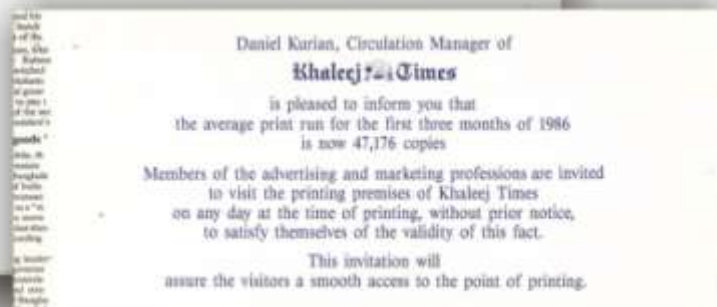 Daniel Kurian, Circulation Manager of
Khaleej Times
is pleased to inform you that
the average print run for the first three months of 1986
is now 47,176 copies
Members of the advertising and marketing professions are invited
to visit the printing premises of Khaleej Times
on any day at the time of printing, without prior notice,
to satisfy themselves of the validity of this fact.
This invitation will
assure the visitors a smooth access to the point of printing.